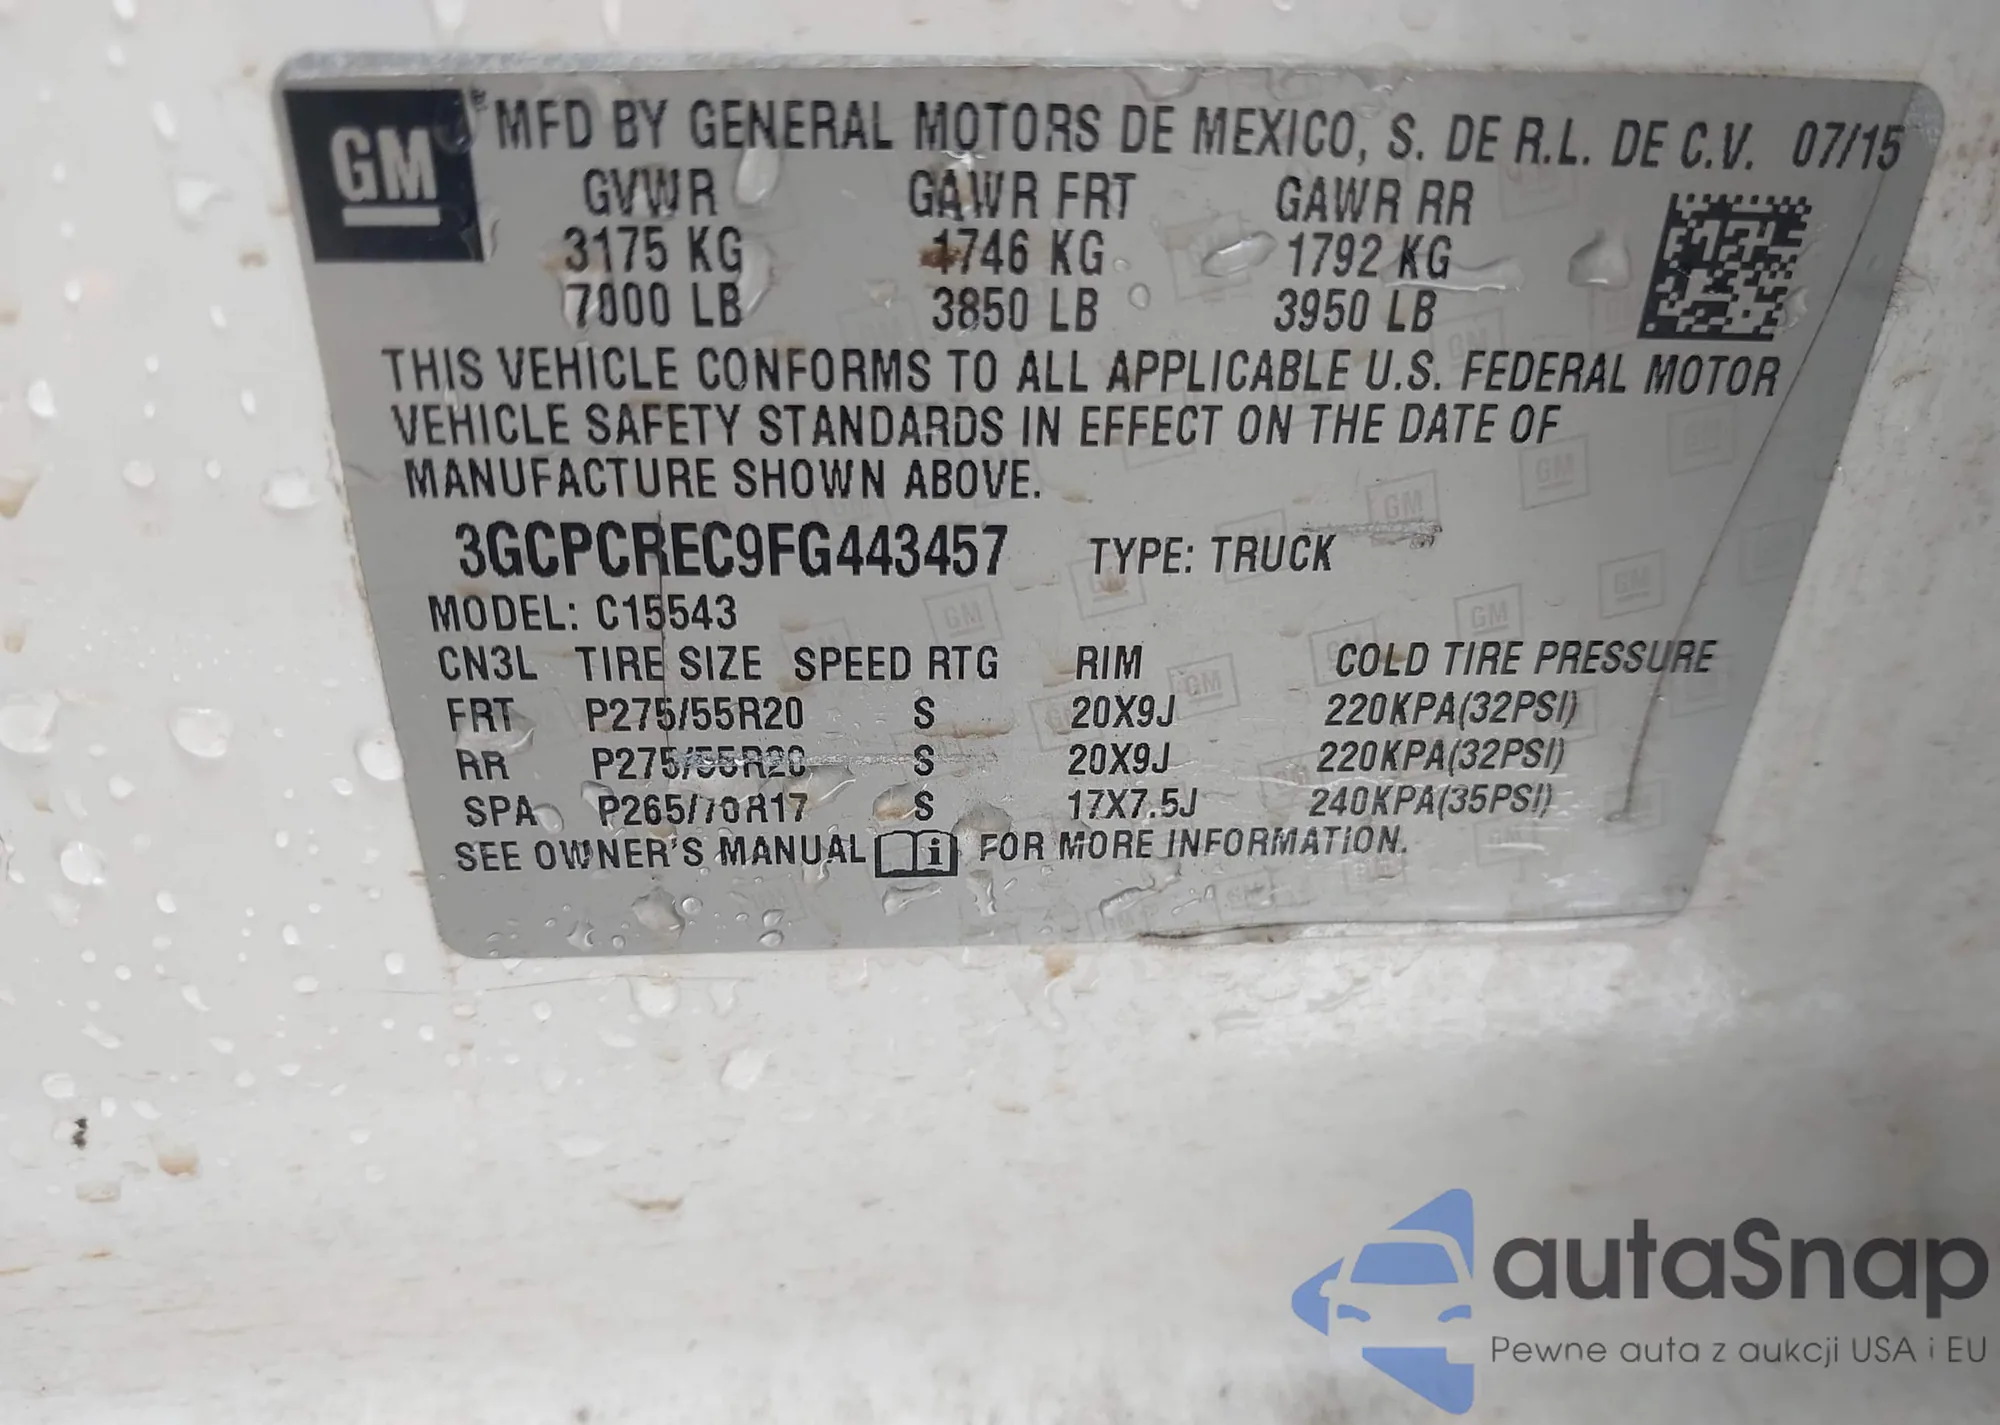 GM MFD BY GENERAL MOTORS DE MEXICO, S. DE R.L. DE C.V. 07/15
GVWR GAWR FRT GAWR RR
3175 KG 1746 KG 1792 KG
7000 LB 3850 LB 3950 LB
THIS VEHICLE CONFORMS TO ALL APPLICABLE U.S. FEDERAL MOTOR
VEHICLE SAFETY STANDARDS IN EFFECT ON THE DATE OF
MANUFACTURE SHOWN ABOVE.
3GCPCREC9FG443457 TYPE: TRUCK
MODEL: C15543
CN3L TIRE SIZE SPEED RTG RIM COLD TIRE PRESSURE
FRT P275/55R20 S 20X9J 220KPA(32PSI)
RR P275/55R20 S 20X9J 220KPA(32PSI)
SPA P265/70R17 S 17X7.5J 240KPA(35PSI)
SEE OWNER'S MANUAL i FOR MORE INFORMATION.
autaSnap
Pewne auta z aukcji USA i EU